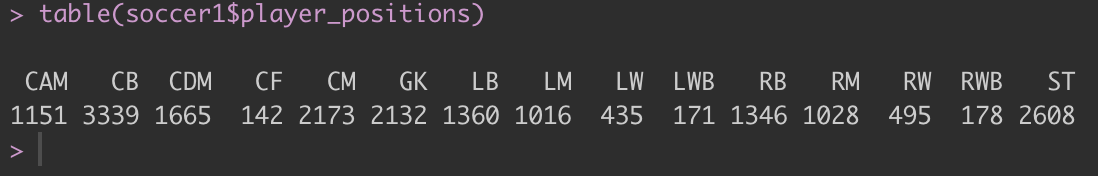 > table(soccer1$player_positions)
CAM CB CDM CF CM GK LB LM LW LWB RB RM RW RWB ST
1151 3339 1665 142 2173 2132 1360 1016 435 171 1346 1028 495 178 2608
>